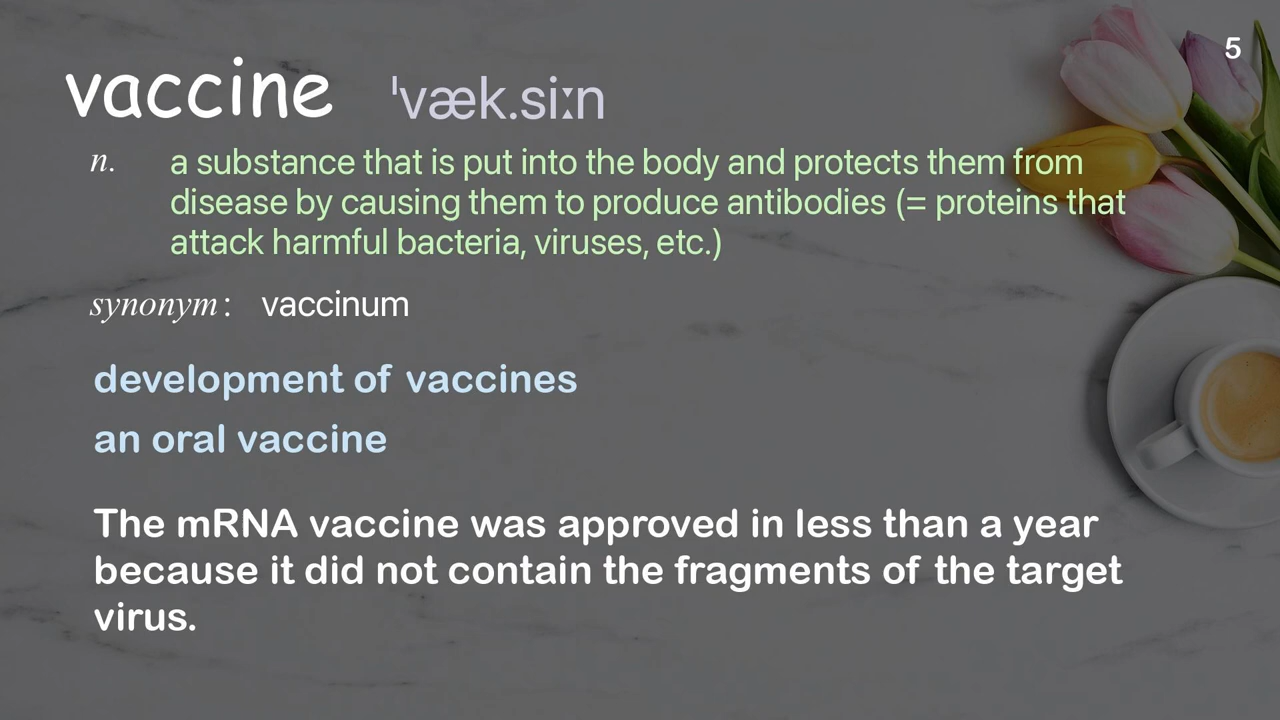 5
vaccine ˈvæk.siːn
n. a substance that is put into the body and protects them from
disease by causing them to produce antibodies (= proteins that
attack harmful bacteria, viruses, etc.)
synonym: vaccinum
development of vaccines
an oral vaccine
The mRNA vaccine was approved in less than a year
because it did not contain the fragments of the target
virus.